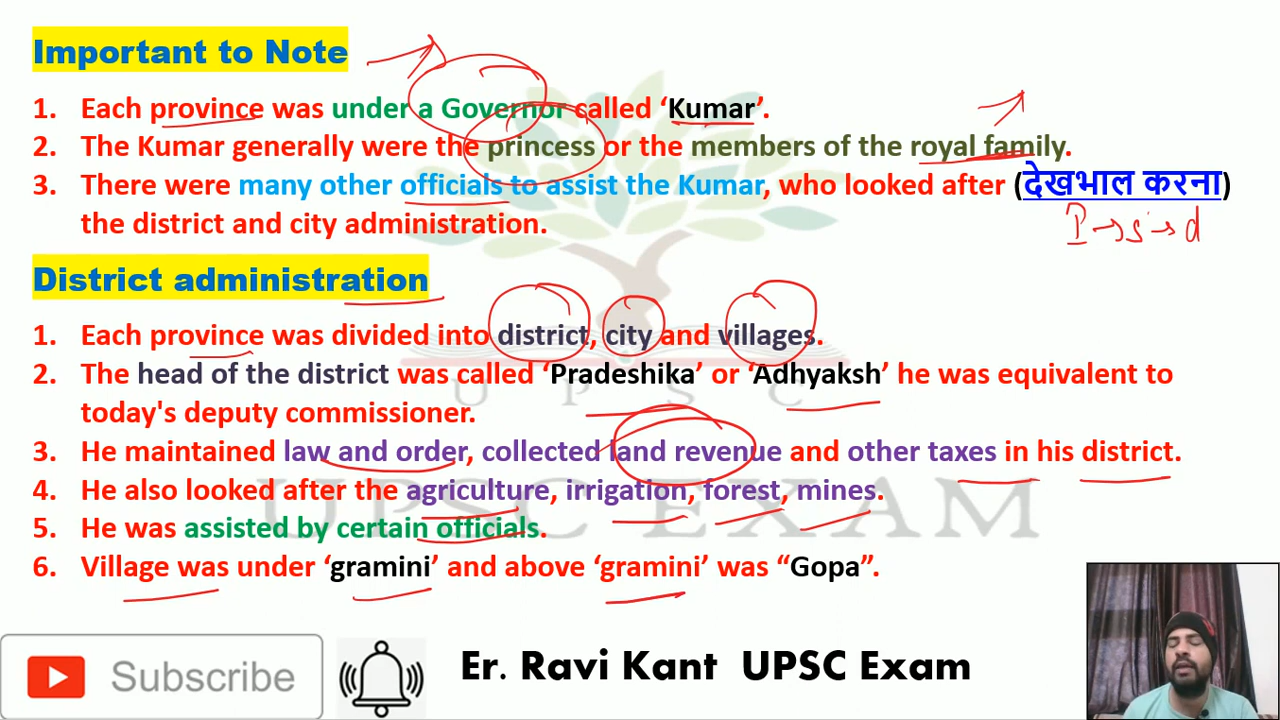 Important to Note
1. Each province was under a Governor called ‘Kumar’.
2. The Kumar generally were the princess or the members of the royal family.
3. There were many other officials to assist the Kumar, who looked after (देखभाल करना)
the district and city administration.
P→s→d
District administration
1. Each province was divided into district, city and villages.
2. The head of the district was called ‘Pradeshika’ or ‘Adhyaksh’ he was equivalent to
today's deputy commissioner.
UPSC
3. He maintained law and order, collected land revenue and other taxes in his district.
4. He also looked after the agriculture, irrigation, forest, mines.
UPSC EXAM
5. He was assisted by certain officials.
6. Village was under ‘gramini’ and above ‘gramini’ was “Gopa”.
Subscribe
Er. Ravi Kant UPSC Exam